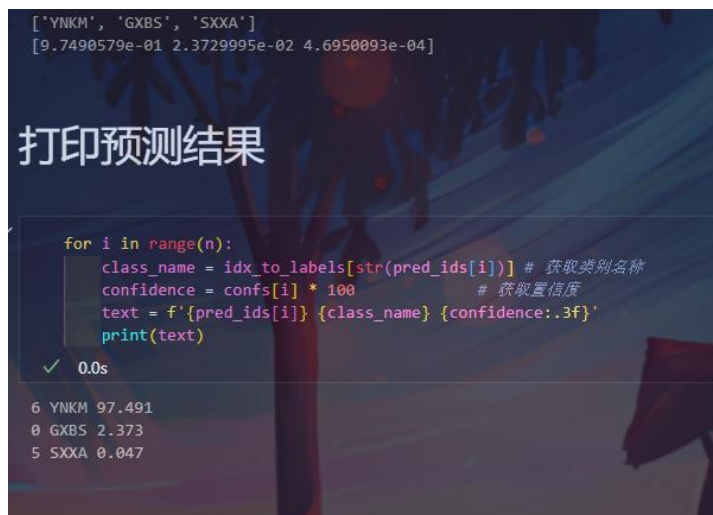 ['YNKM', 'GXBS', 'SXXA']
[9.7490579e-01 2.3729995e-02 4.6950093e-04]
打印预测结果
for i in range(n):
    class_name = idx_to_labels[str(pred_ids[i])] # 获取类别名称
    confidence = confs[i] * 100             # 获取置信度
    text = f'{pred_ids[i]} {class_name} {confidence:.3f}'
    print(text)
0.0s
6 YNKM 97.491
0 GXBS 2.373
5 SXXA 0.047